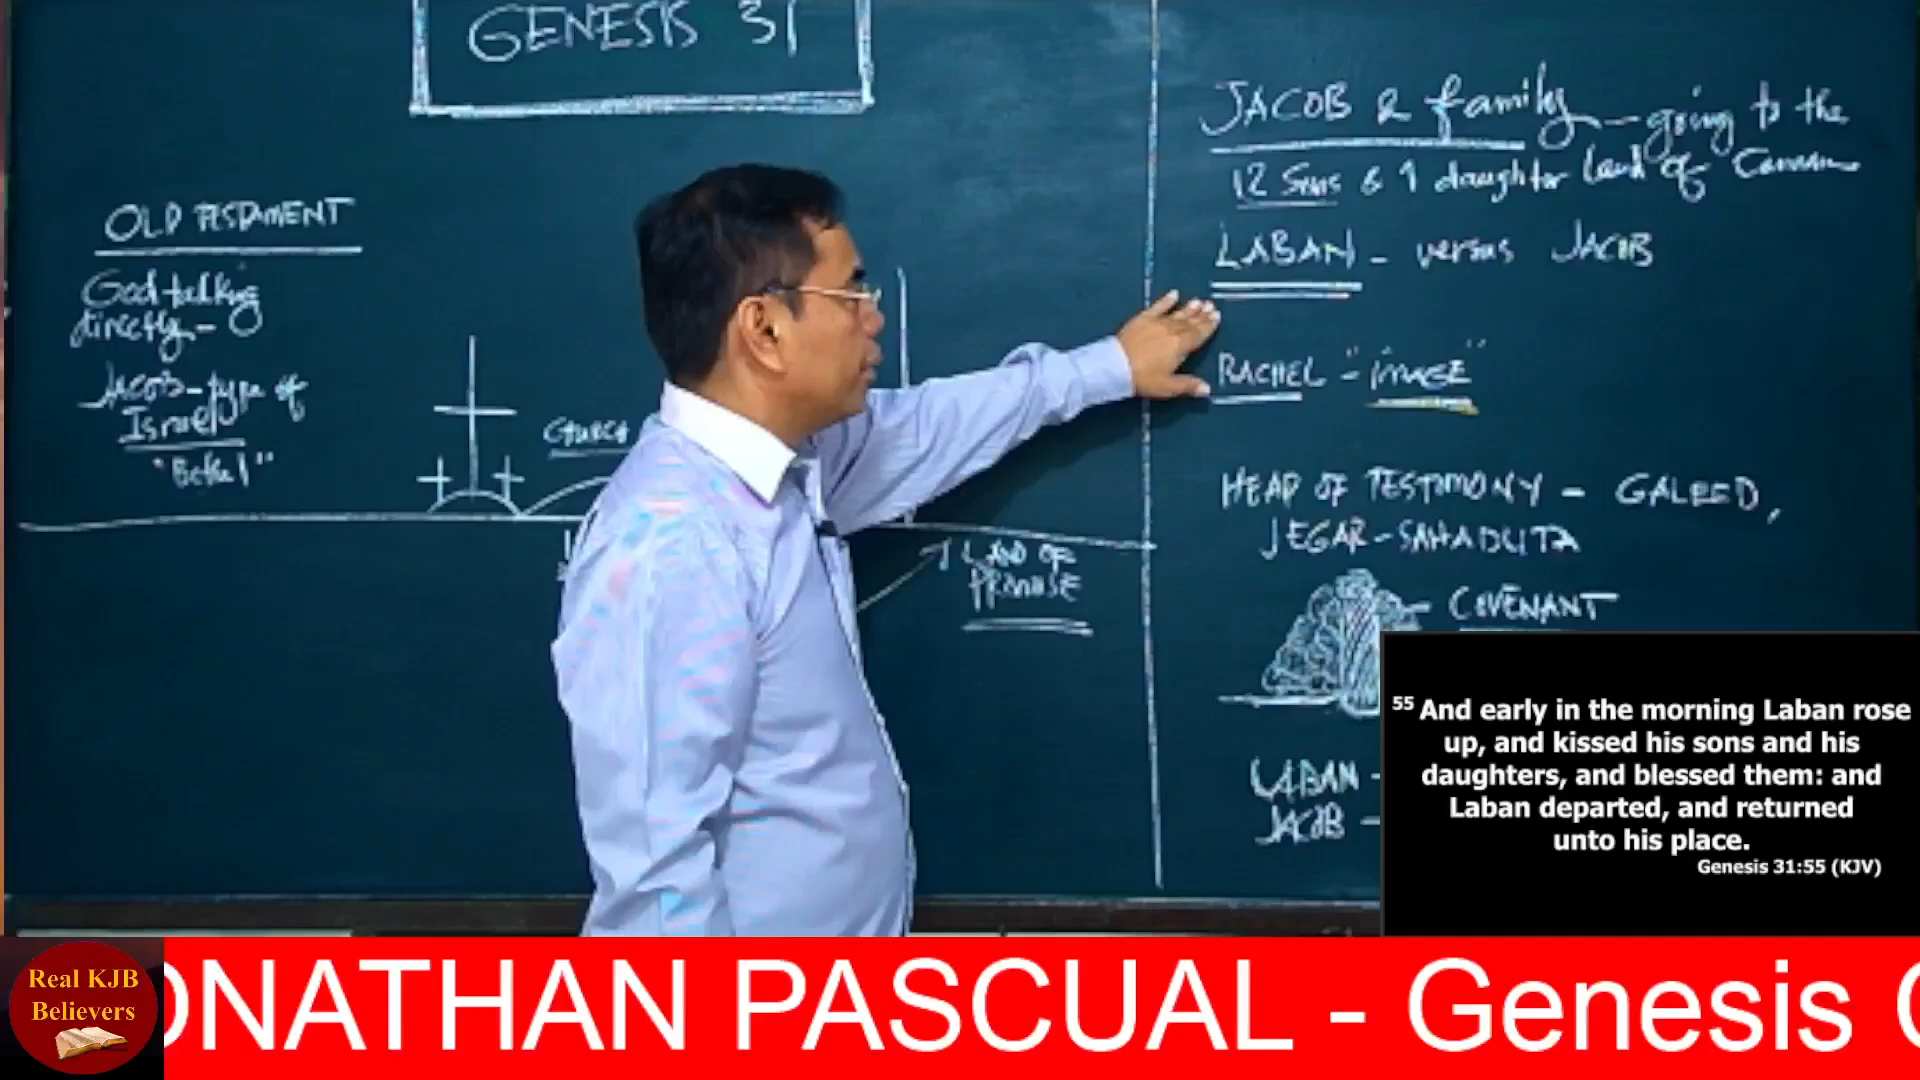 GENESIS 31
OLD TESTAMENT
God talking
directly -
Jacob - type of
Israel
"Bethel"
CHURCH
LAND OF
PROMISE
JACOB & family - going to the
12 Sons & 1 daughter land of Canaan
LABAN - versus JACOB
RACHEL - "image"
HEAP OF TESTIMONY - GALEED,
JEGAR-SAHADUTA
COVENANT
LABAN -
JACOB -
55 And early in the morning Laban rose
up, and kissed his sons and his
daughters, and blessed them: and
Laban departed, and returned
unto his place.
Genesis 31:55 (KJV)
Real KJB
Believers
ONATHAN PASCUAL - Genesis C